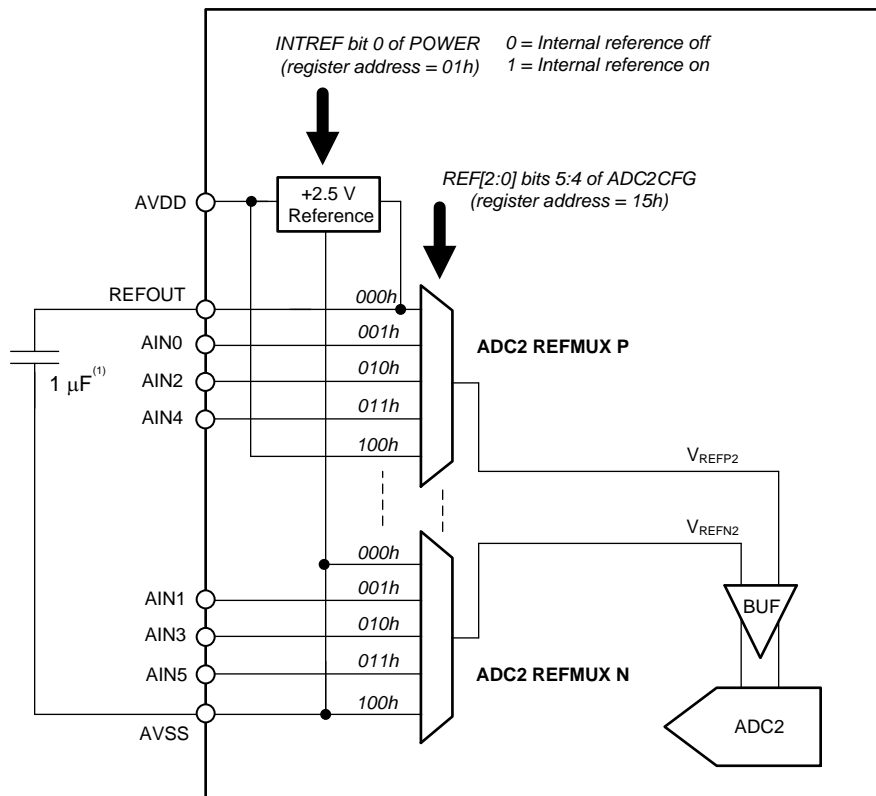 INTREF bit 0 of POWER 0 = Internal reference off
(register address = 01h) 1 = Internal reference on
REF[2:0] bits 5:4 of ADC2CFG
(register address = 15h)
AVDD
+2.5 V
Reference
REFOUT
000h
AIN0
001h
ADC2 REFMUX P
1 µF(1)
AIN2
010h
AIN4
011h
100h
VREFP2
VREFN2
000h
AIN1
001h
BUF
AIN3
010h
AIN5
011h
ADC2 REFMUX N
100h
AVSS
ADC2